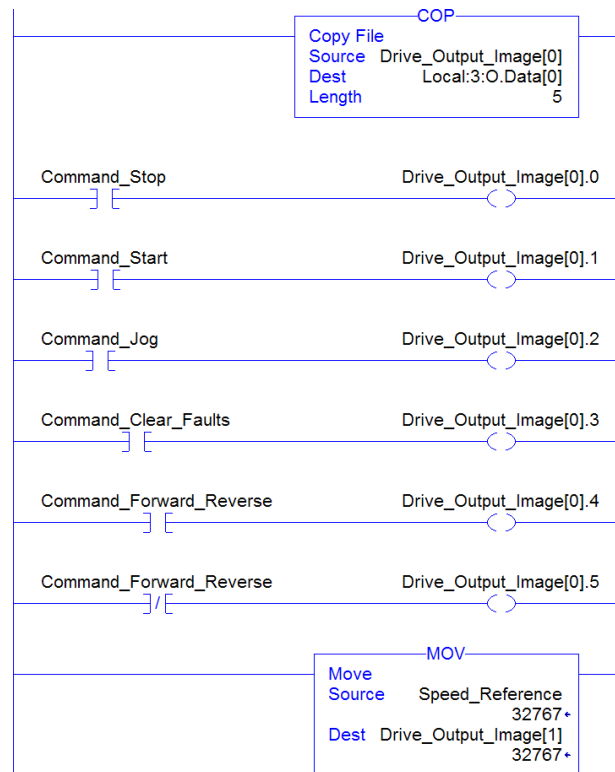 COP
Copy File
Source Drive_Output_Image[0]
Dest Local:3:O.Data[0]
Length 5
Command_Stop Drive_Output_Image[0].0
Command_Start Drive_Output_Image[0].1
Command_Jog Drive_Output_Image[0].2
Command_Clear_Faults Drive_Output_Image[0].3
Command_Forward_Reverse Drive_Output_Image[0].4
Command_Forward_Reverse Drive_Output_Image[0].5
MOV
Move
Source Speed_Reference
32767
Dest Drive_Output_Image[1]
32767